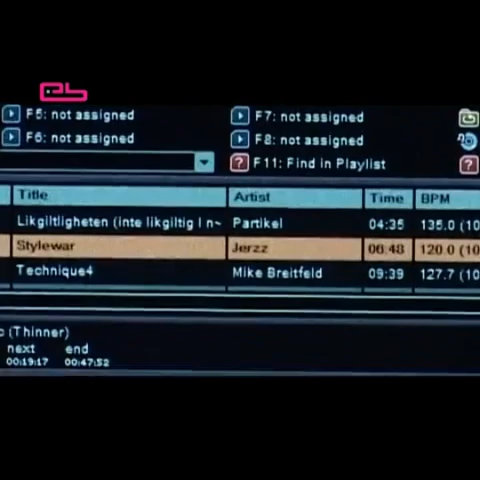 eb
F5: not assigned F7: not assigned
F6: not assigned F8: not assigned
? F11: Find in Playlist ?
Title Artist Time BPM
Likgiltligheten (inte likgiltig I n~ Partikel 04:35 135.0 (10
Stylewar Jerzz 06:48 120.0 (10
Technique4 Mike Breitfeld 09:39 127.7 (10
c (Thinner)
next end
00:19:17 00:47:52